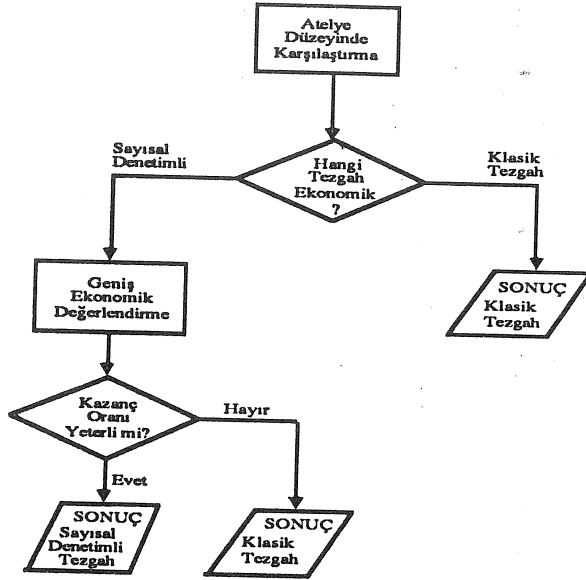 Atelye
Düzeyinde
Karşılaştırma
Sayısal
Denetimli
Hangi
Tezgah
Ekonomik
?
Klasik
Tezgah
Geniş
Ekonomik
Değerlendirme
SONUÇ
Klasik
Tezgah
Kazanç
Oranı
Yeterli mi?
Hayır
Evet
SONUÇ
Sayısal
Denetimli
Tezgah
SONUÇ
Klasik
Tezgah